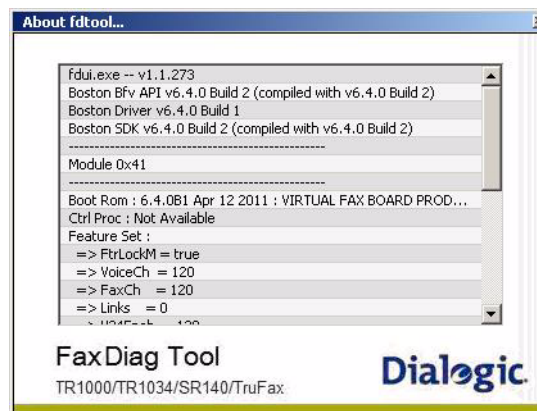 About fdtool...
fdui.exe -- v1.1.273
Boston Bfv API v6.4.0 Build 2 (compiled with v6.4.0 Build 2)
Boston Driver v6.4.0 Build 1
Boston SDK v6.4.0 Build 2 (compiled with v6.4.0 Build 2)
--------------------------------------------------
Module 0x41
--------------------------------------------------
Boot Rom : 6.4.0B1 Apr 12 2011 : VIRTUAL FAX BOARD PROD...
Ctrl Proc : Not Available
Feature Set :
=> FtrLockM = true
=> VoiceCh = 120
=> FaxCh = 120
=> Links = 0
FaxDiag Tool
TR1000/TR1034/SR140/TruFax
Dialogic.